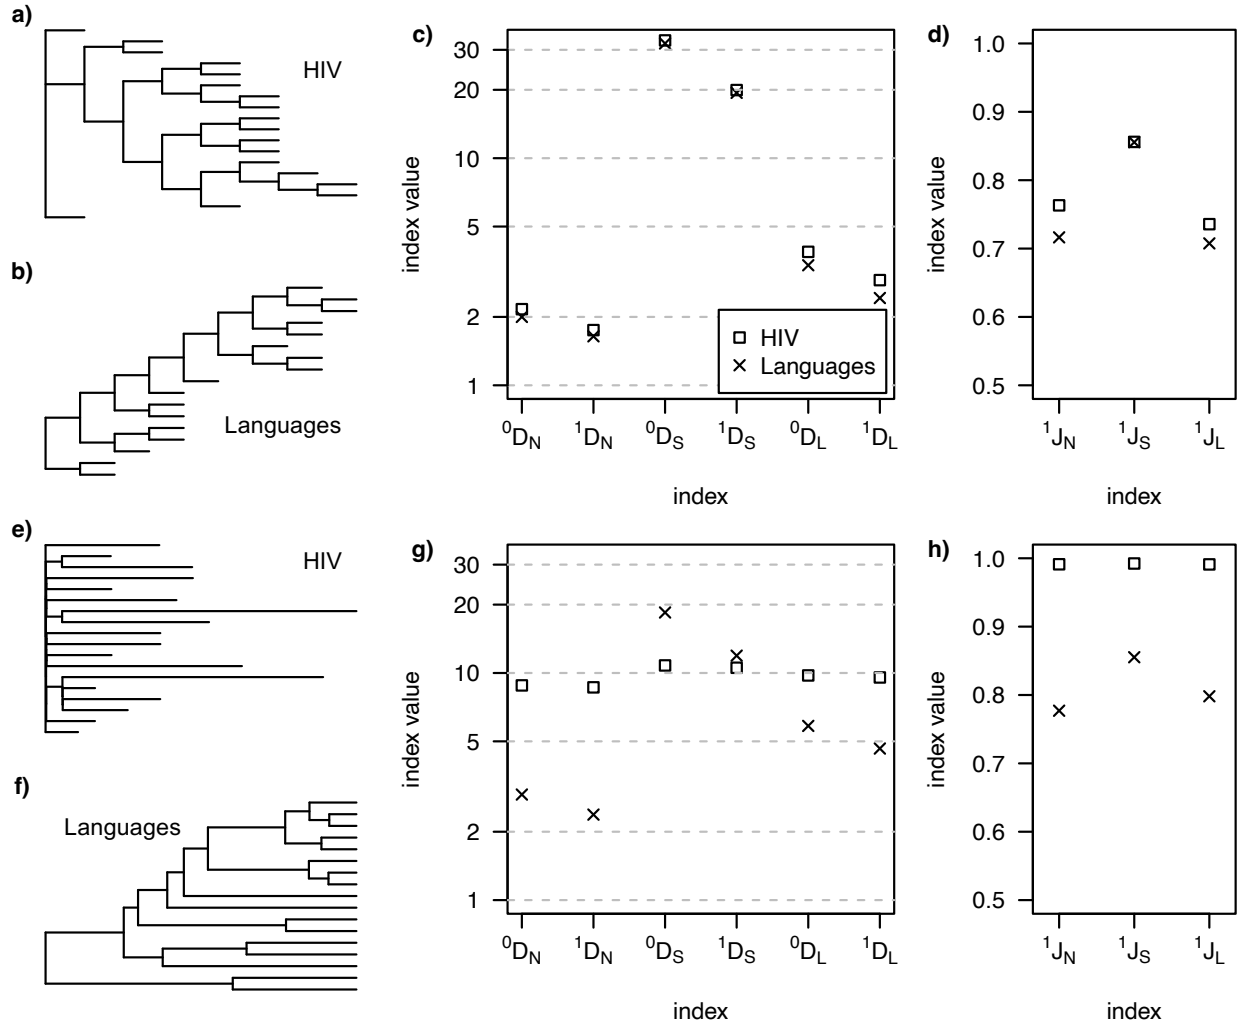 a)
HIV
b)
Languages
c)
30
20
10
5
2
1
index value
HIV
Languages
⁰D_N ¹D_N ⁰D_S ¹D_S ⁰D_L ¹D_L
index
d)
1.0
0.9
0.8
0.7
0.6
0.5
index value
¹J_N ¹J_S ¹J_L
index
e)
HIV
f)
Languages
g)
30
20
10
5
2
1
index value
⁰D_N ¹D_N ⁰D_S ¹D_S ⁰D_L ¹D_L
index
h)
1.0
0.9
0.8
0.7
0.6
0.5
index value
¹J_N ¹J_S ¹J_L
index